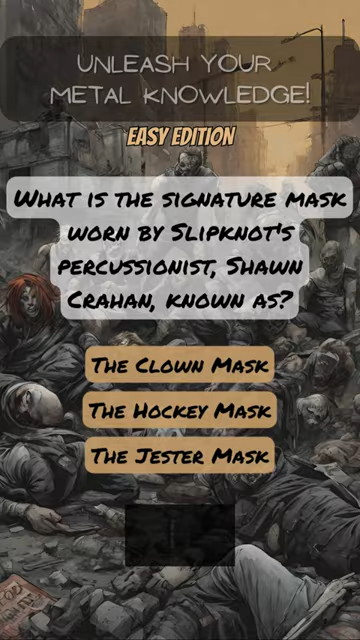 UNLEASH YOUR
METAL KNOWLEDGE!
EASY EDITION
WHAT IS THE SIGNATURE MASK
WORN BY SLIPKNOT'S
PERCUSSIONIST, SHAWN
CRAHAN, KNOWN AS?
THE CLOWN MASK
THE HOCKEY MASK
THE JESTER MASK